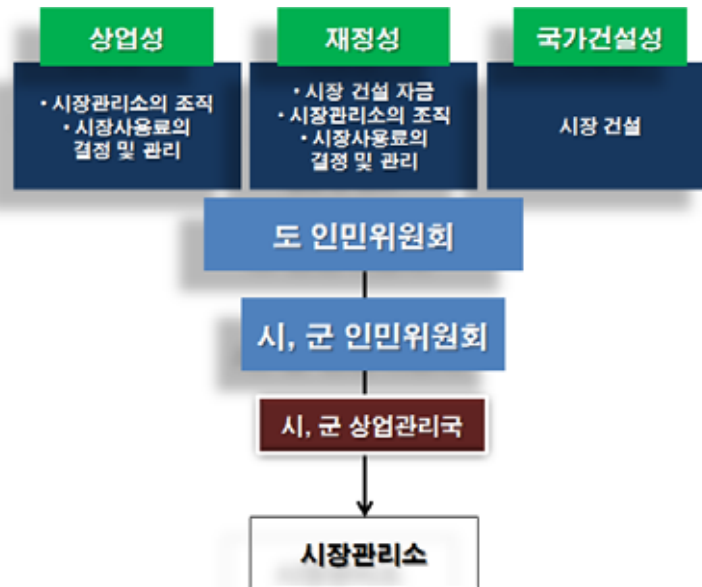 상업성
• 시장관리소의 조직
• 시장사용료의
결정 및 관리
재정성
• 시장 건설 자금
• 시장관리소의 조직
• 시장사용료의
결정 및 관리
국가건설성
시장 건설
도 인민위원회
시, 군 인민위원회
시, 군 상업관리국
시장관리소